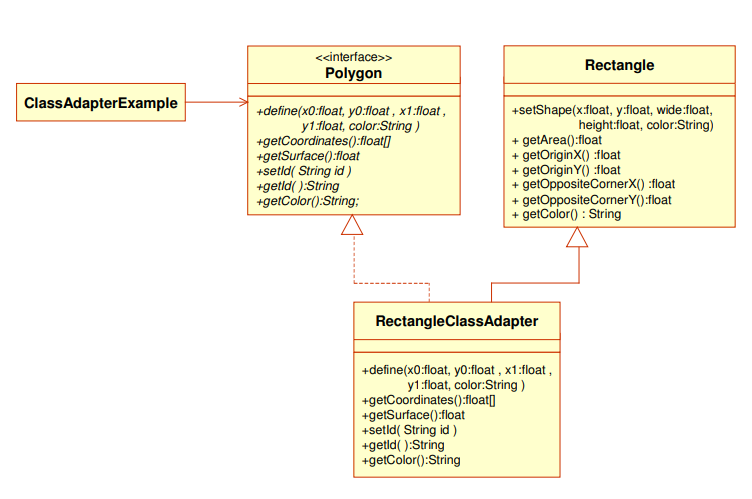 ClassAdapterExample
<<interface>>
Polygon
+define(x0:float, y0:float , x1:float ,
y1:float, color:String )
+getCoordinates():float[]
+getSurface():float
+setId( String id )
+getId( ):String
+getColor():String;
Rectangle
+setShape(x:float, y:float, wide:float,
height:float, color:String)
+ getArea():float
+ getOriginX() :float
+ getOriginY() :float
+ getOppositeCornerX() :float
+ getOppositeCornerY():float
+ getColor() : String
RectangleClassAdapter
+define(x0:float, y0:float , x1:float ,
y1:float, color:String )
+getCoordinates():float[]
+getSurface():float
+setId( String id )
+getId( ):String
+getColor():String